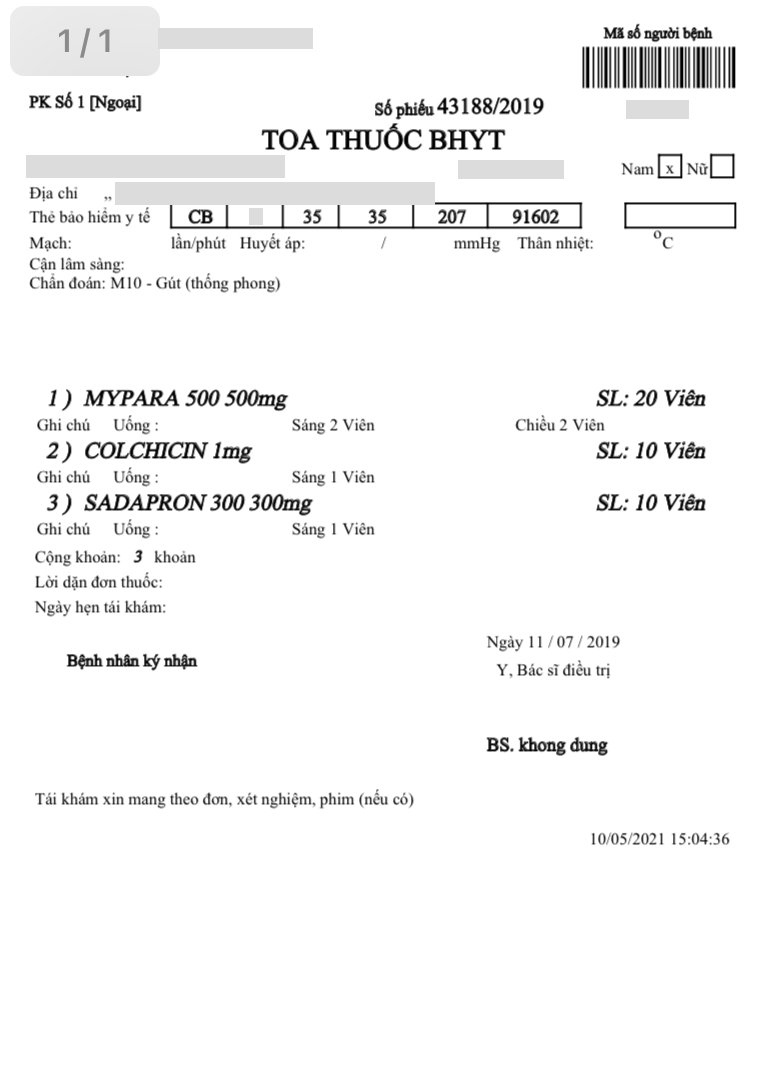 1/1
Mã số người bệnh
PK Số 1 [Ngoại]
Số phiếu 43188/2019
TOA THUỐC BHYT
Nam x Nữ
Địa chỉ ,,
Thẻ bảo hiểm y tế CB 35 35 207 91602
Mạch: lần/phút Huyết áp: / mmHg Thân nhiệt: °C
Cận lâm sàng:
Chẩn đoán: M10 - Gút (thống phong)
1 ) MYPARA 500 500mg SL: 20 Viên
Ghi chú Uống : Sáng 2 Viên Chiều 2 Viên
2 ) COLCHICIN 1mg SL: 10 Viên
Ghi chú Uống : Sáng 1 Viên
3 ) SADAPRON 300 300mg SL: 10 Viên
Ghi chú Uống : Sáng 1 Viên
Cộng khoản: 3 khoản
Lời dặn đơn thuốc:
Ngày hẹn tái khám:
Ngày 11 / 07 / 2019
Bệnh nhân ký nhận
Y, Bác sĩ điều trị
BS. khong dung
Tái khám xin mang theo đơn, xét nghiệm, phim (nếu có)
10/05/2021 15:04:36